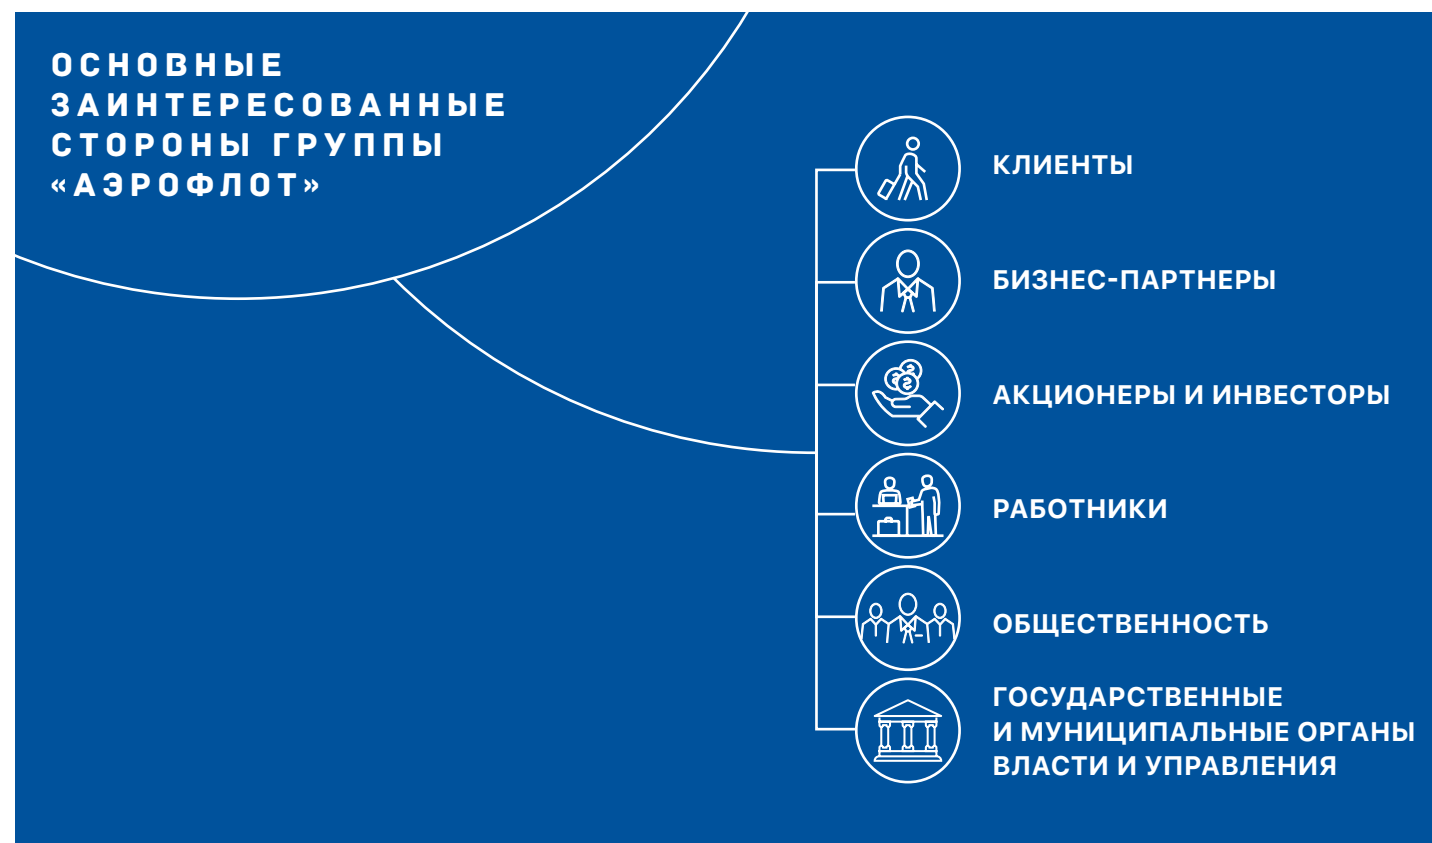 ОСНОВНЫЕ
ЗАИНТЕРЕСОВАННЫЕ
СТОРОНЫ ГРУППЫ
«АЭРОФЛОТ»
КЛИЕНТЫ
БИЗНЕС-ПАРТНЕРЫ
АКЦИОНЕРЫ И ИНВЕСТОРЫ
РАБОТНИКИ
ОБЩЕСТВЕННОСТЬ
ГОСУДАРСТВЕННЫЕ
И МУНИЦИПАЛЬНЫЕ ОРГАНЫ
ВЛАСТИ И УПРАВЛЕНИЯ